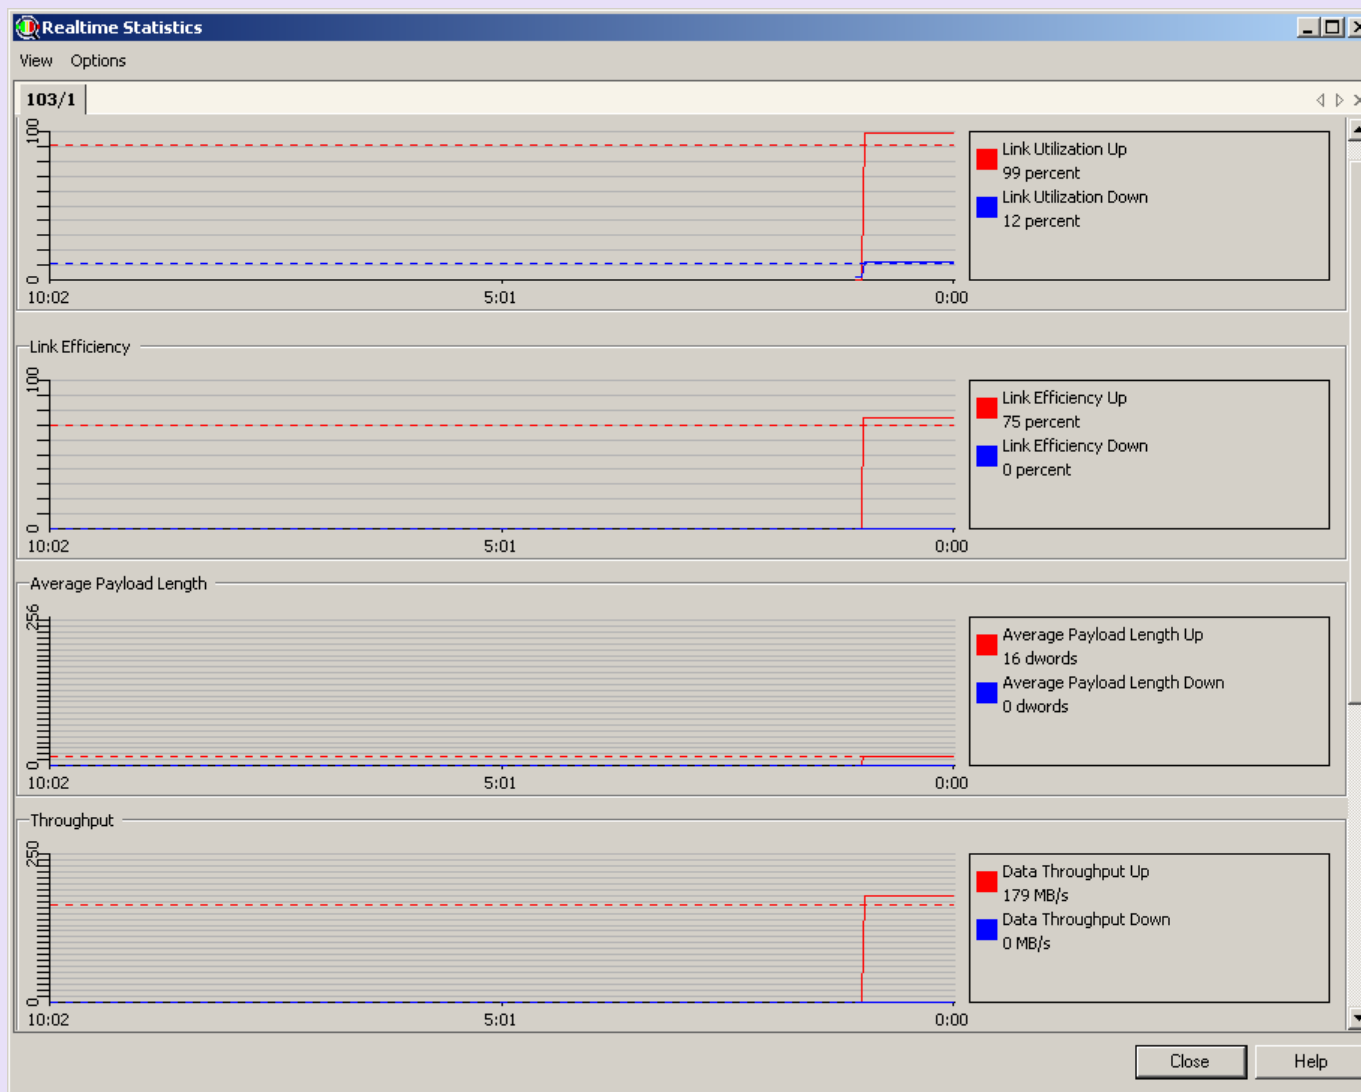 Realtime Statistics
View Options
103/1
100
0
10:02 5:01 0:00
Link Utilization Up
99 percent
Link Utilization Down
12 percent
Link Efficiency
100
0
10:02 5:01 0:00
Link Efficiency Up
75 percent
Link Efficiency Down
0 percent
Average Payload Length
256
0
10:02 5:01 0:00
Average Payload Length Up
16 dwords
Average Payload Length Down
0 dwords
Throughput
250
0
10:02 5:01 0:00
Data Throughput Up
179 MB/s
Data Throughput Down
0 MB/s
Close Help